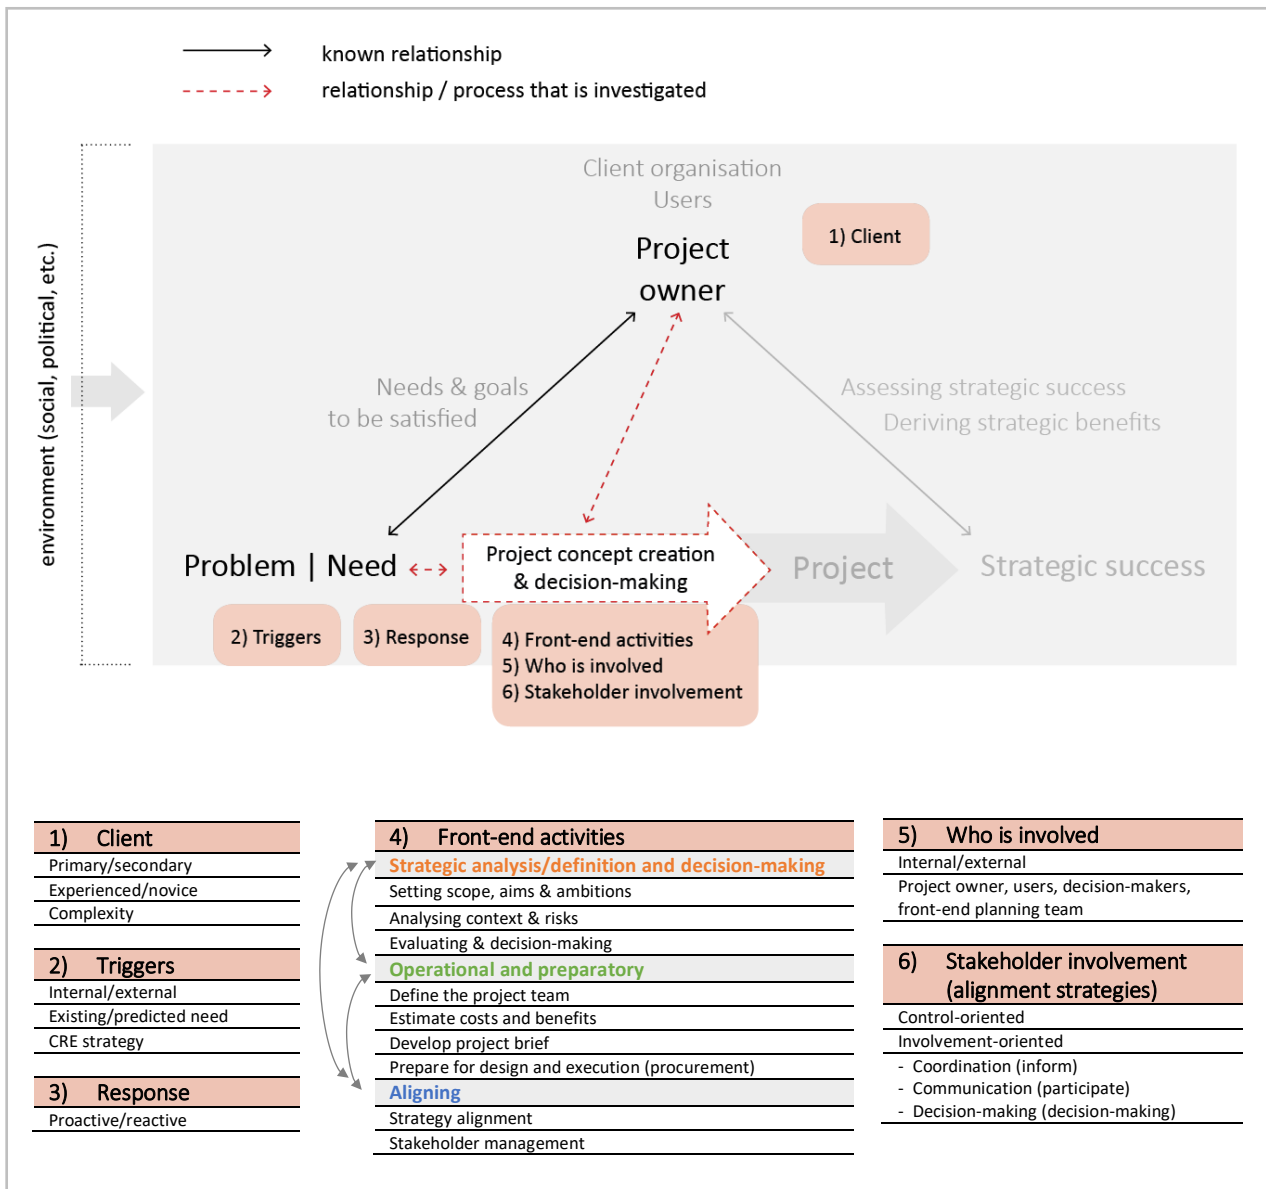 known relationship
relationship / process that is investigated
environment (social, political, etc.)
Client organisation
Users
Project
owner
1) Client
Needs & goals
to be satisfied
Assessing strategic success
Deriving strategic benefits
Problem | Need
Project concept creation
& decision-making
Project
Strategic success
2) Triggers
3) Response
4) Front-end activities
5) Who is involved
6) Stakeholder involvement
1) Client
Primary/secondary
Experienced/novice
Complexity
2) Triggers
Internal/external
Existing/predicted need
CRE strategy
3) Response
Proactive/reactive
4) Front-end activities
Strategic analysis/definition and decision-making
Setting scope, aims & ambitions
Analysing context & risks
Evaluating & decision-making
Operational and preparatory
Define the project team
Estimate costs and benefits
Develop project brief
Prepare for design and execution (procurement)
Aligning
Strategy alignment
Stakeholder management
5) Who is involved
Internal/external
Project owner, users, decision-makers,
front-end planning team
6) Stakeholder involvement
(alignment strategies)
Control-oriented
Involvement-oriented
- Coordination (inform)
- Communication (participate)
- Decision-making (decision-making)